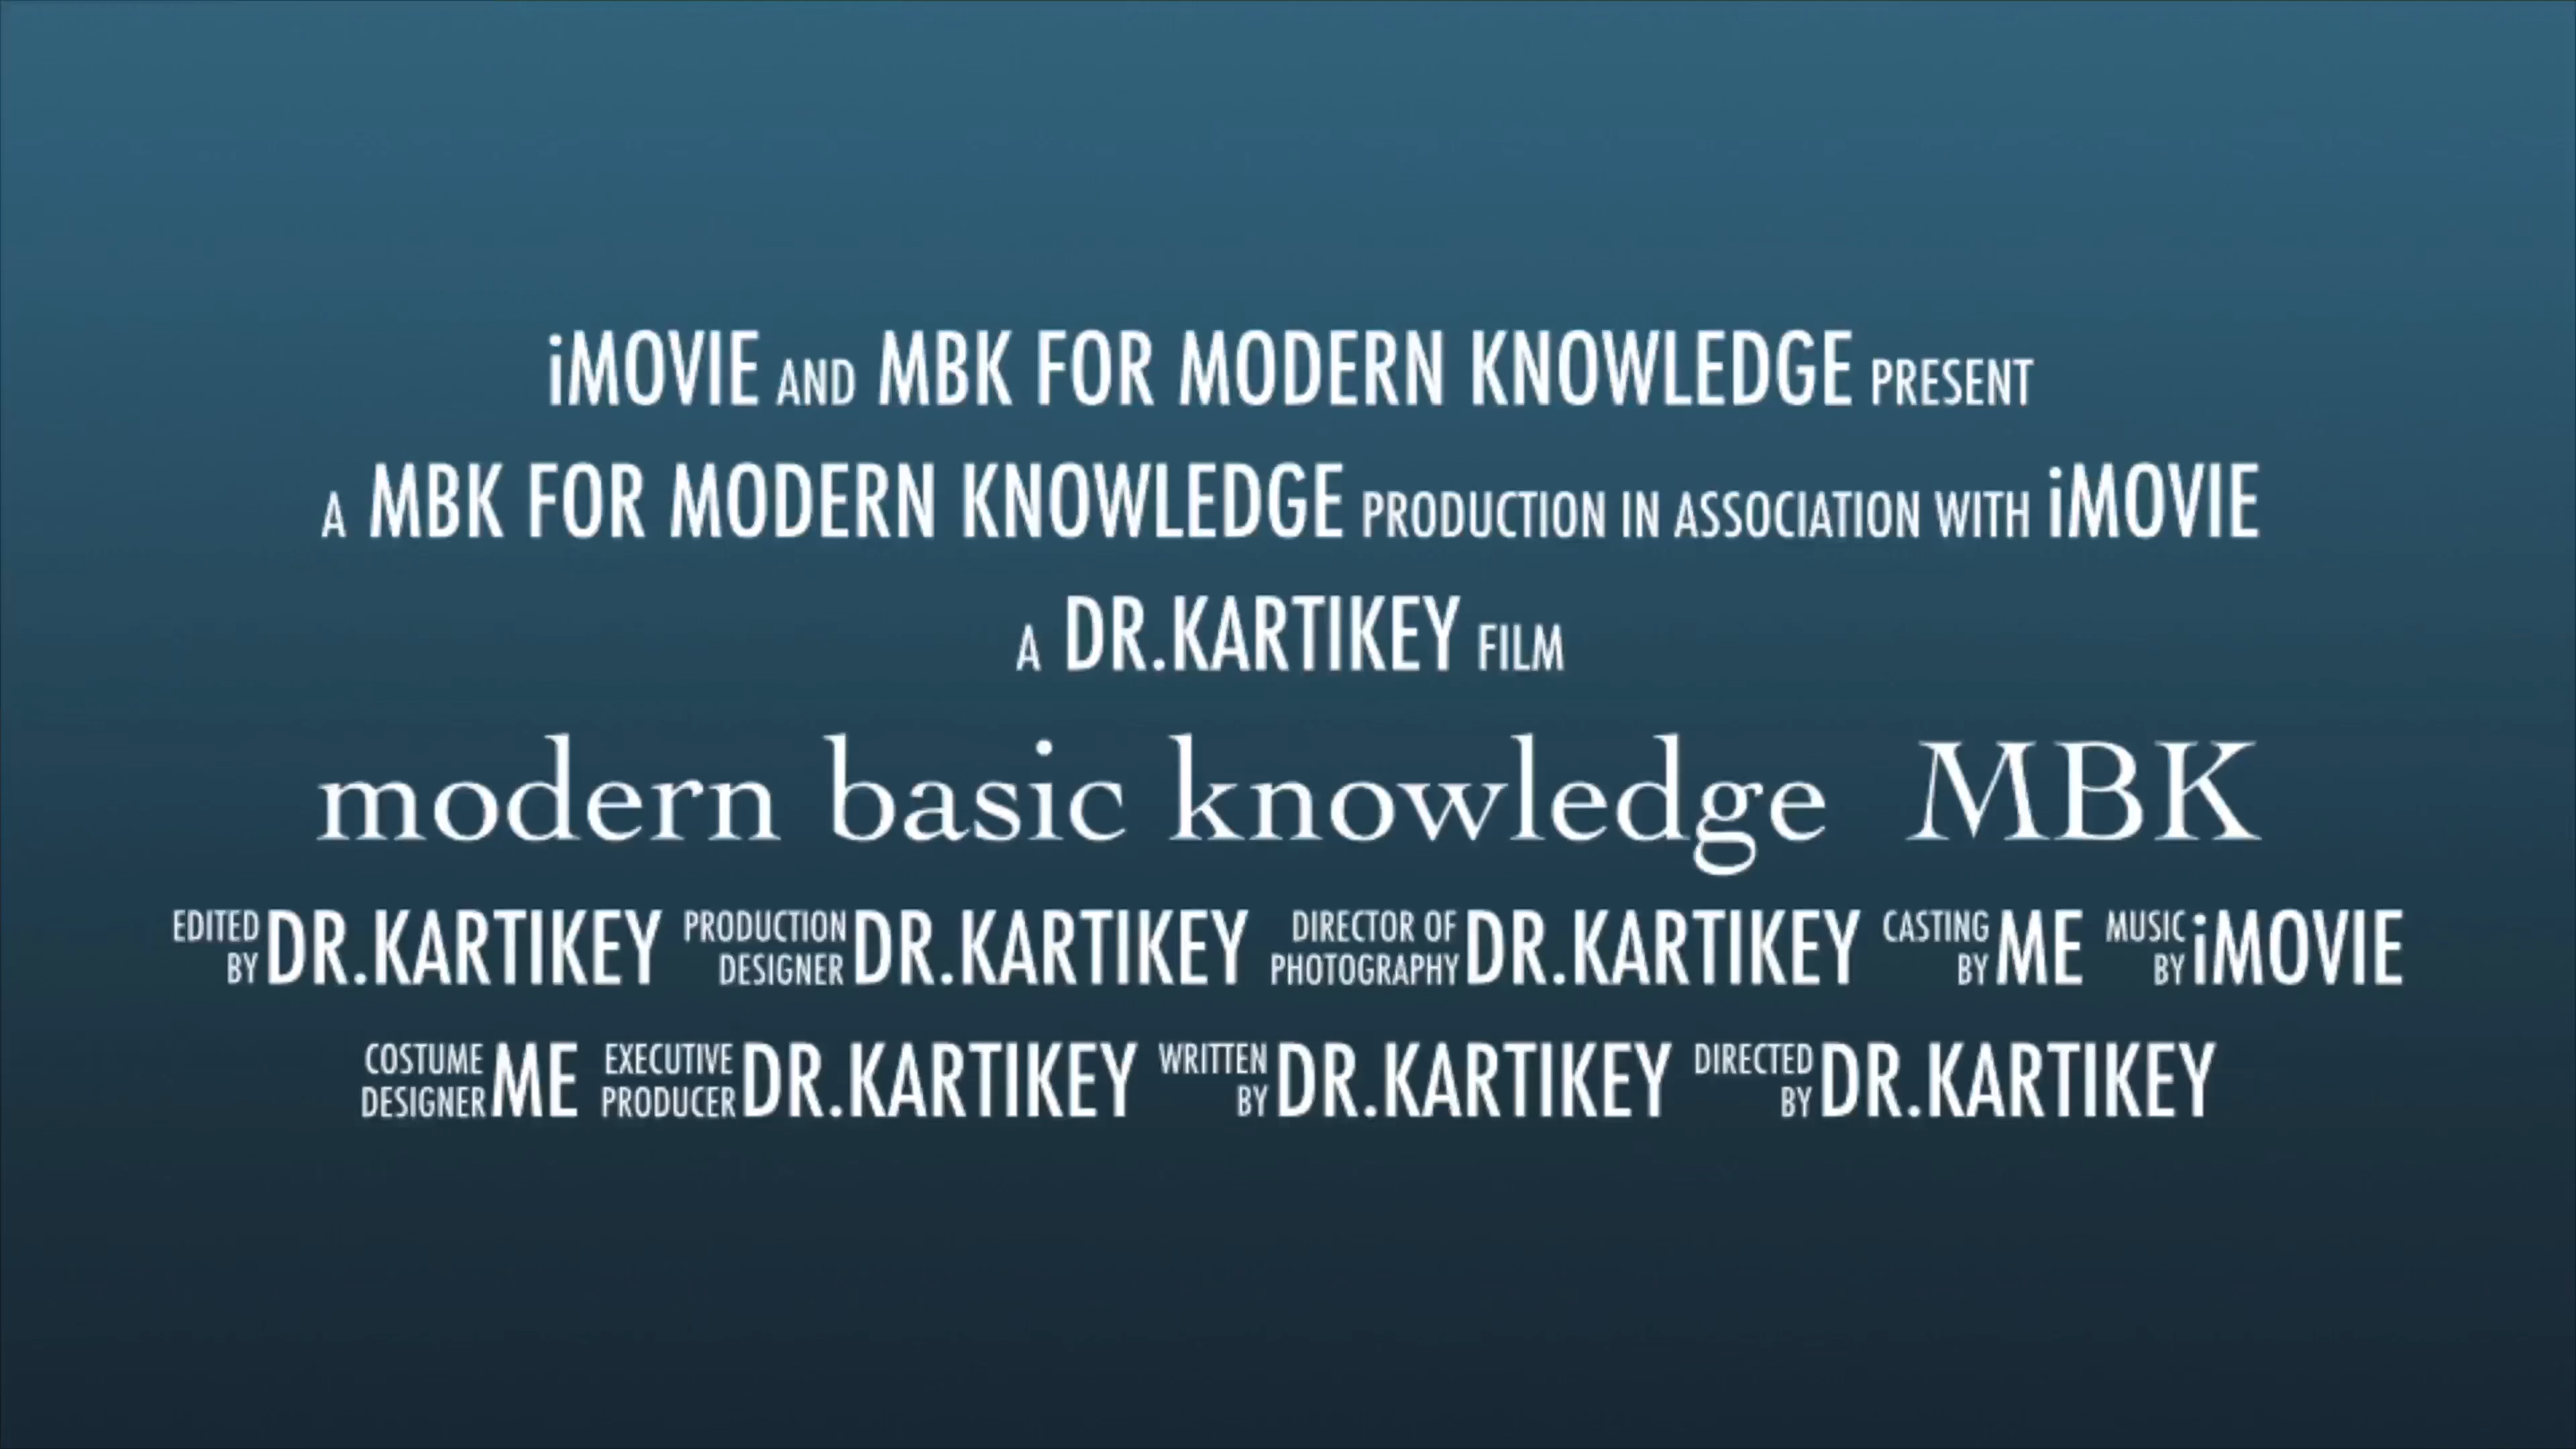 iMOVIE AND MBK FOR MODERN KNOWLEDGE PRESENT
A MBK FOR MODERN KNOWLEDGE PRODUCTION IN ASSOCIATION WITH iMOVIE
A DR.KARTIKEY FILM
modern basic knowledge MBK
EDITED BY DR.KARTIKEY PRODUCTION DESIGNER DR.KARTIKEY DIRECTOR OF PHOTOGRAPHY DR.KARTIKEY CASTING BY ME MUSIC BY iMOVIE
COSTUME DESIGNER ME EXECUTIVE PRODUCER DR.KARTIKEY WRITTEN BY DR.KARTIKEY DIRECTED BY DR.KARTIKEY